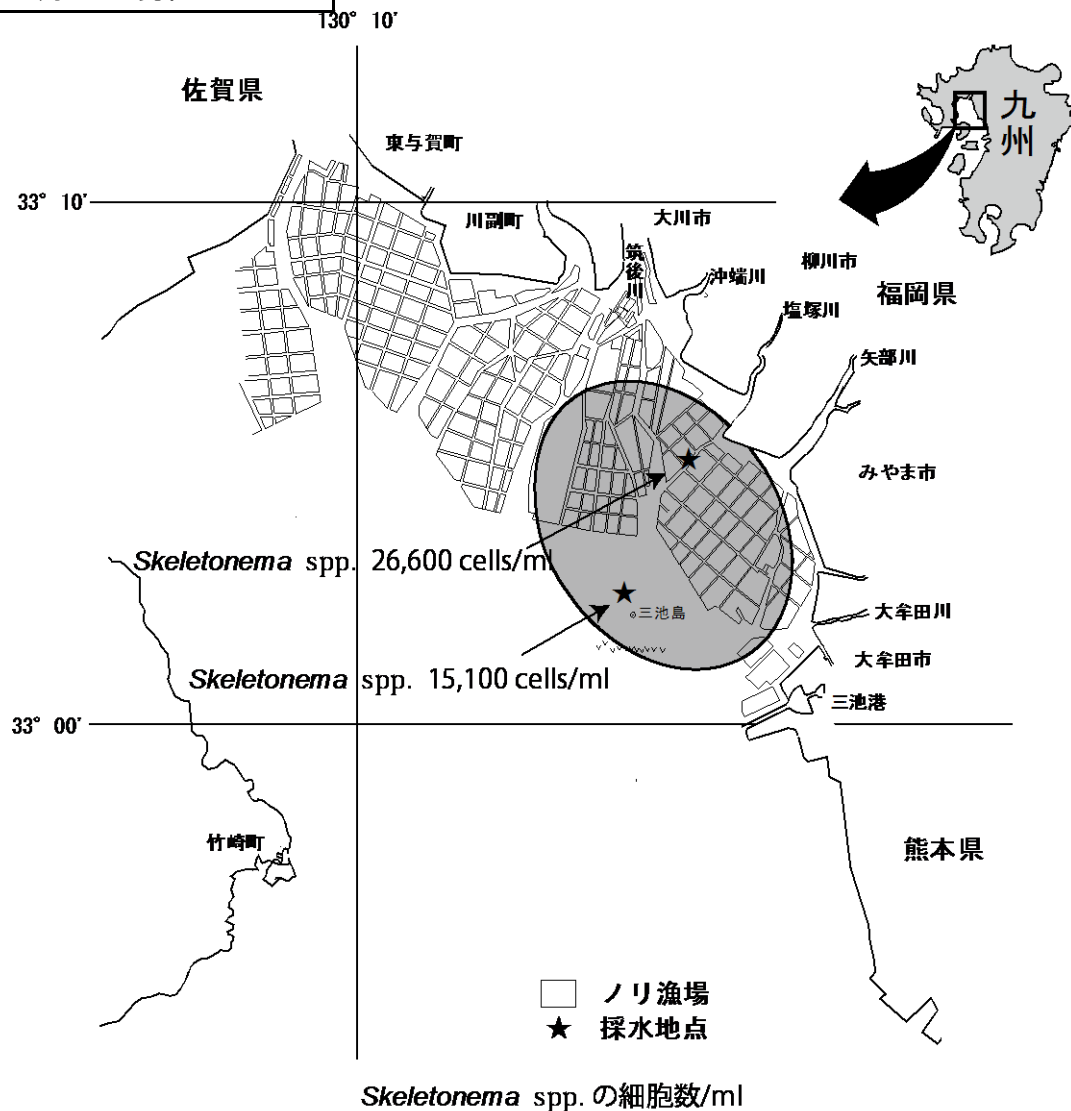 130° 10'
佐賀県
九州
東与賀町
33° 10'
川副町
大川市
筑後川
沖端川
柳川市
福岡県
塩塚川
矢部川
みやま市
Skeletonema spp. 26,600 cells/ml
三池島
大牟田川
大牟田市
Skeletonema spp. 15,100 cells/ml
三池港
33° 00'
竹崎町
熊本県
ノリ漁場
★ 採水地点
Skeletonema spp. の細胞数/ml